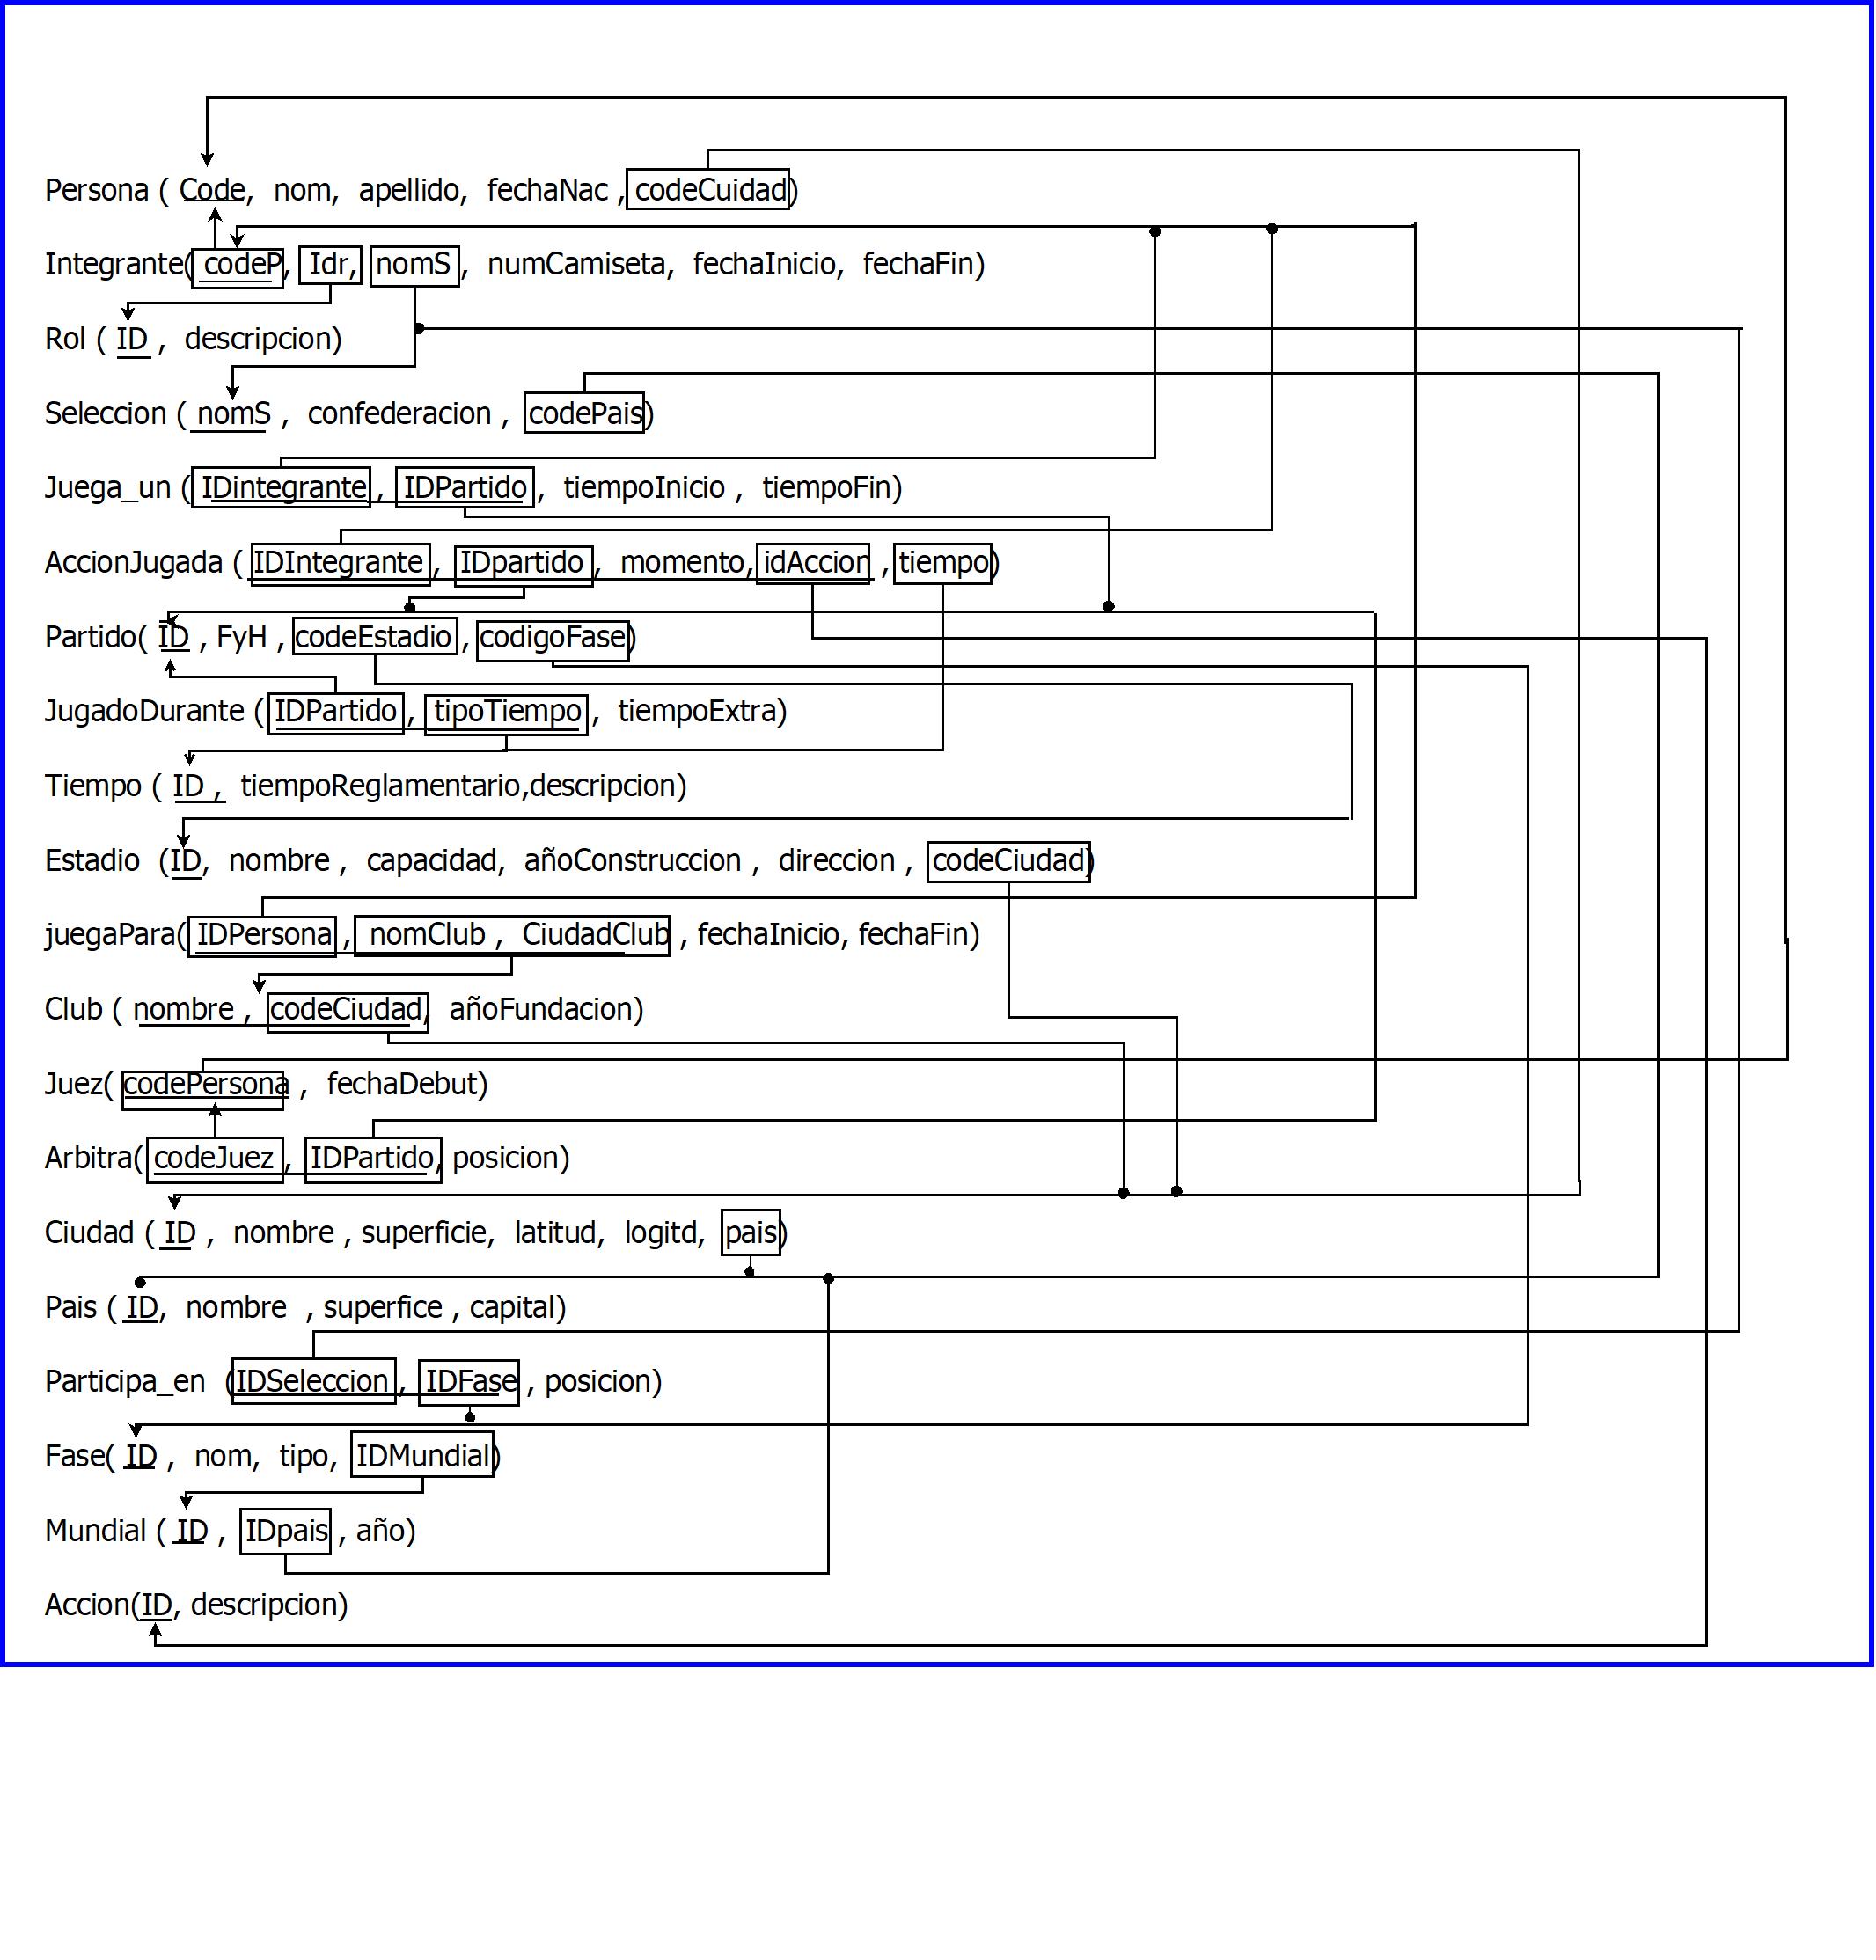 Persona ( Code, nom, apellido, fechaNac , codeCuidad)
Integrante( codeP, Idr, nomS , numCamiseta, fechaInicio, fechaFin)
Rol ( ID , descripcion)
Seleccion ( nomS , confederacion , codePais)
Juega_un ( IDintegrante , IDPartido , tiempoInicio , tiempoFin)
AccionJugada ( IDIntegrante , IDpartido , momento, idAccion , tiempo)
Partido( ID , FyH , codeEstadio , codigoFase)
JugadoDurante ( IDPartido , tipoTiempo , tiempoExtra)
Tiempo ( ID , tiempoReglamentario,descripcion)
Estadio (ID, nombre , capacidad, añoConstruccion , direccion , codeCiudad)
juegaPara( IDPersona , nomClub , CiudadClub , fechaInicio, fechaFin)
Club ( nombre , codeCiudad, añoFundacion)
Juez( codePersona , fechaDebut)
Arbitra( codeJuez , IDPartido, posicion)
Ciudad ( ID , nombre , superficie, latitud, logitd, pais)
Pais ( ID, nombre , superfice , capital)
Participa_en (IDSeleccion , IDFase , posicion)
Fase( ID , nom, tipo, IDMundial)
Mundial ( ID , IDpais , año)
Accion(ID, descripcion)